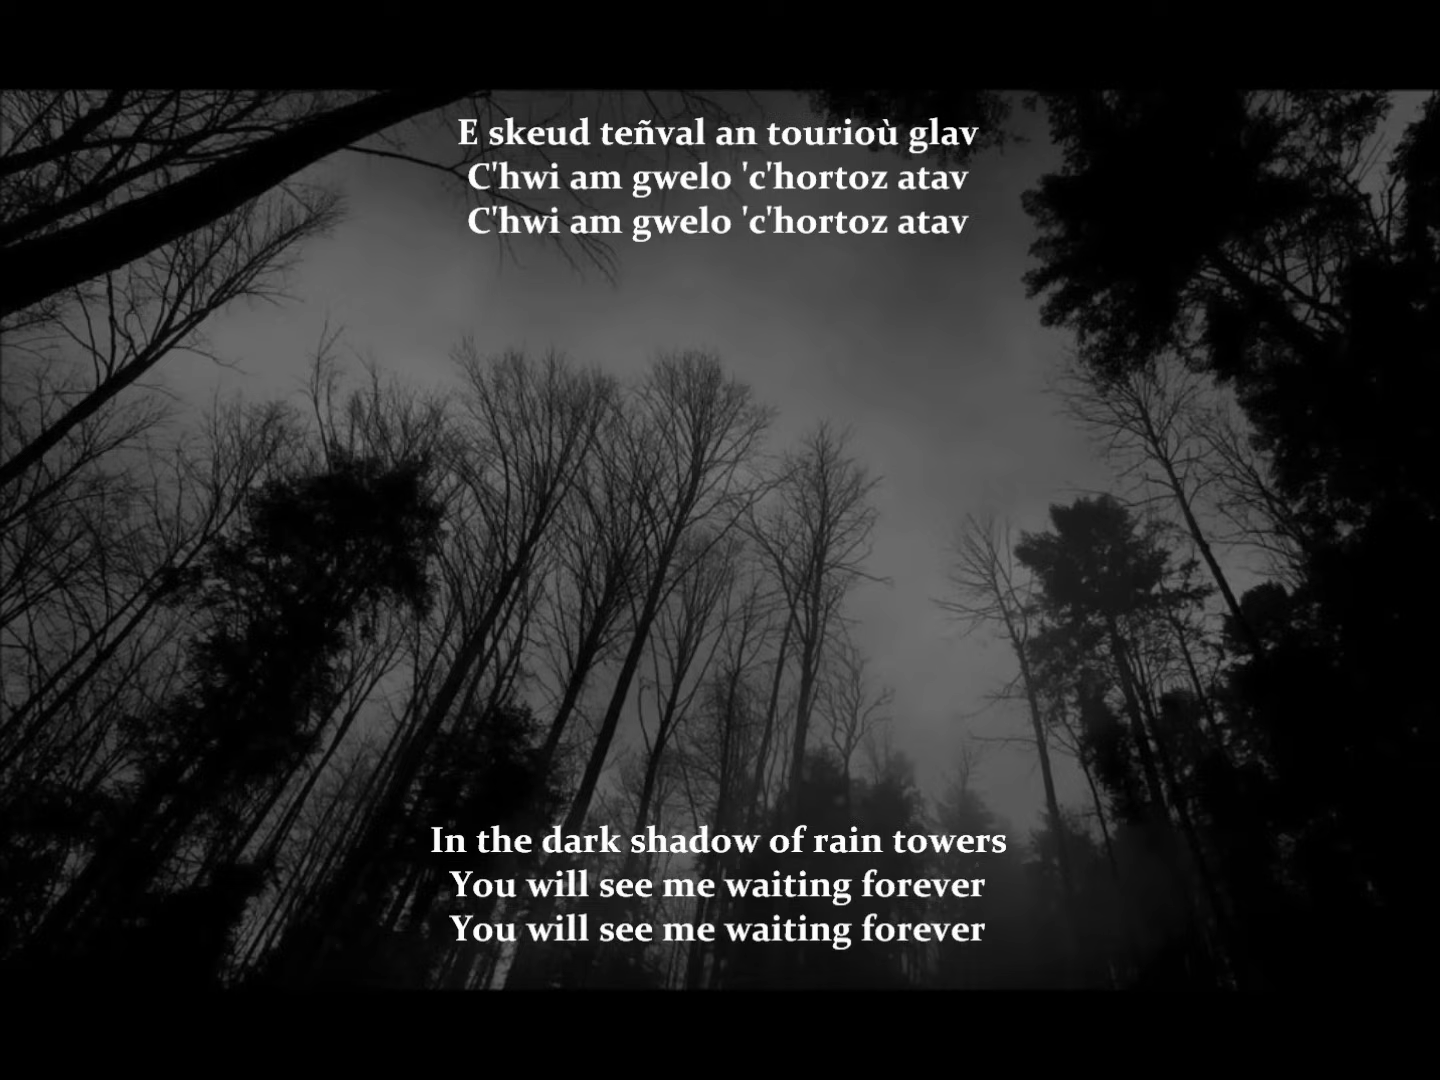 E skeud teñval an tourioù glav
C'hwi am gwelo 'c'hortoz atav
C'hwi am gwelo 'c'hortoz atav
In the dark shadow of rain towers
You will see me waiting forever
You will see me waiting forever